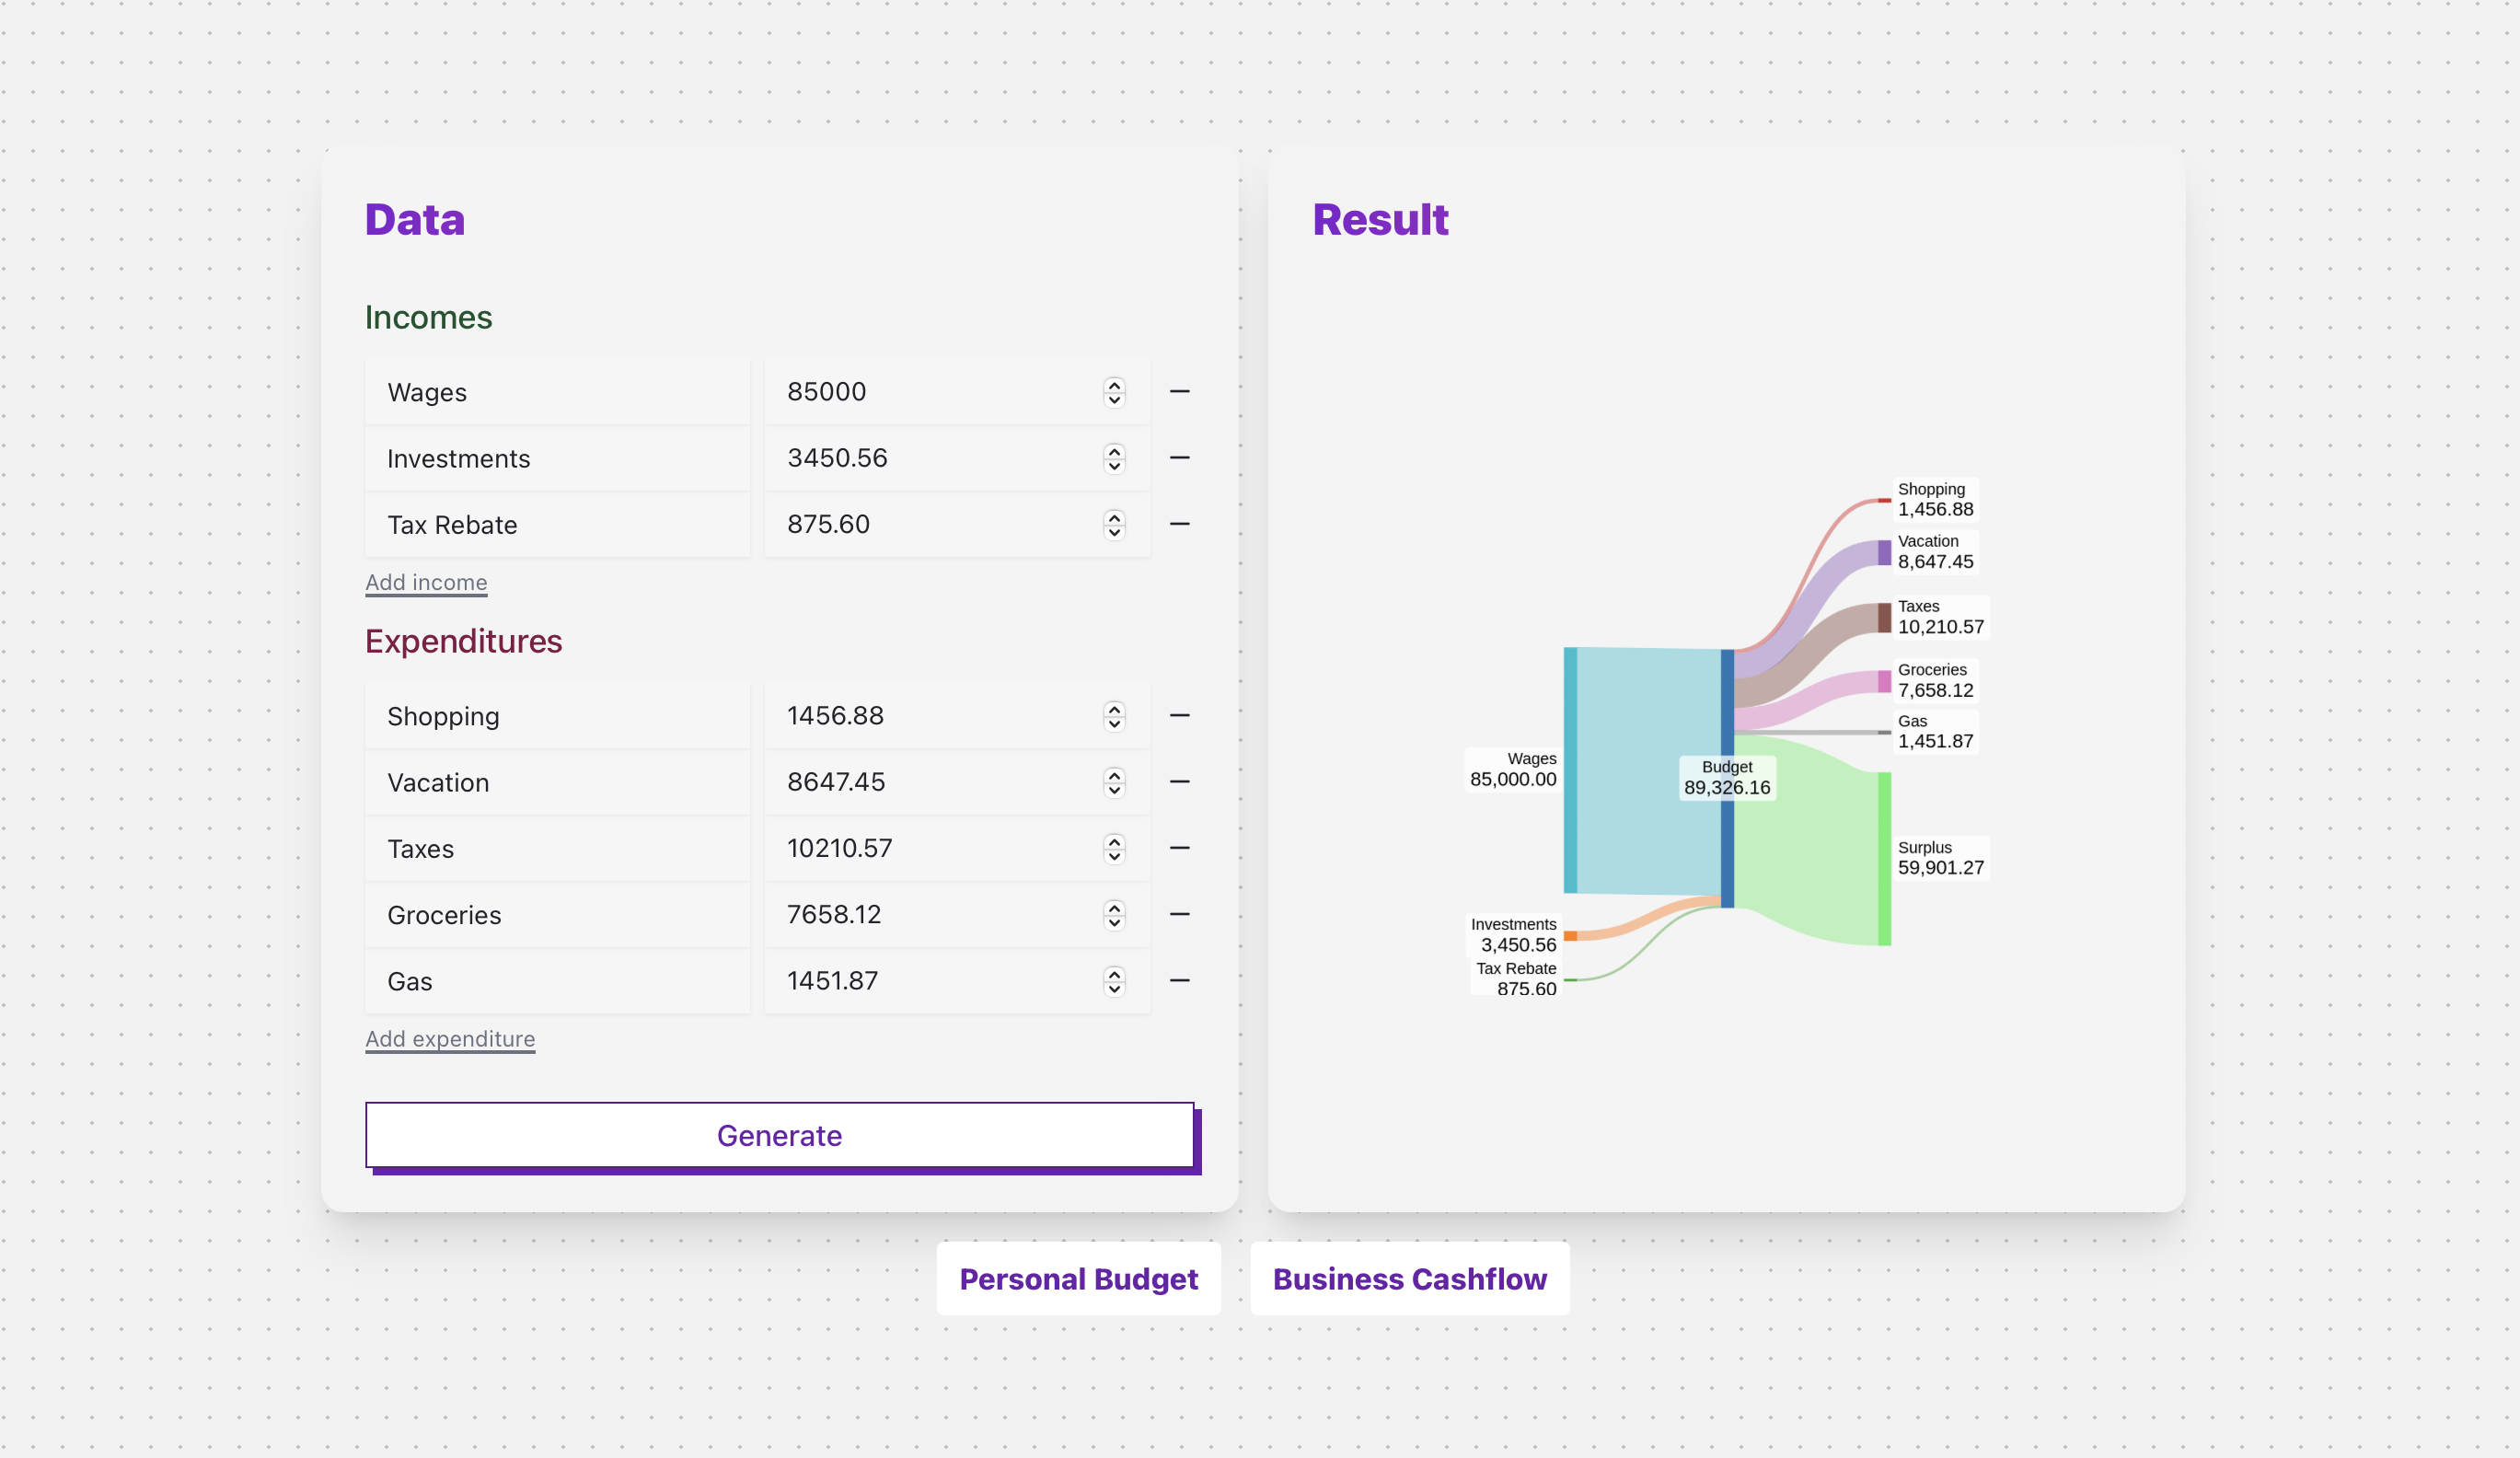 Data
Incomes
Wages 85000
Investments 3450.56
Tax Rebate 875.60
Add income
Expenditures
Shopping 1456.88
Vacation 8647.45
Taxes 10210.57
Groceries 7658.12
Gas 1451.87
Add expenditure
Generate
Result
Wages
85,000.00
Investments
3,450.56
Tax Rebate
875.60
Budget
89,326.16
Shopping
1,456.88
Vacation
8,647.45
Taxes
10,210.57
Groceries
7,658.12
Gas
1,451.87
Surplus
59,901.27
Personal Budget
Business Cashflow